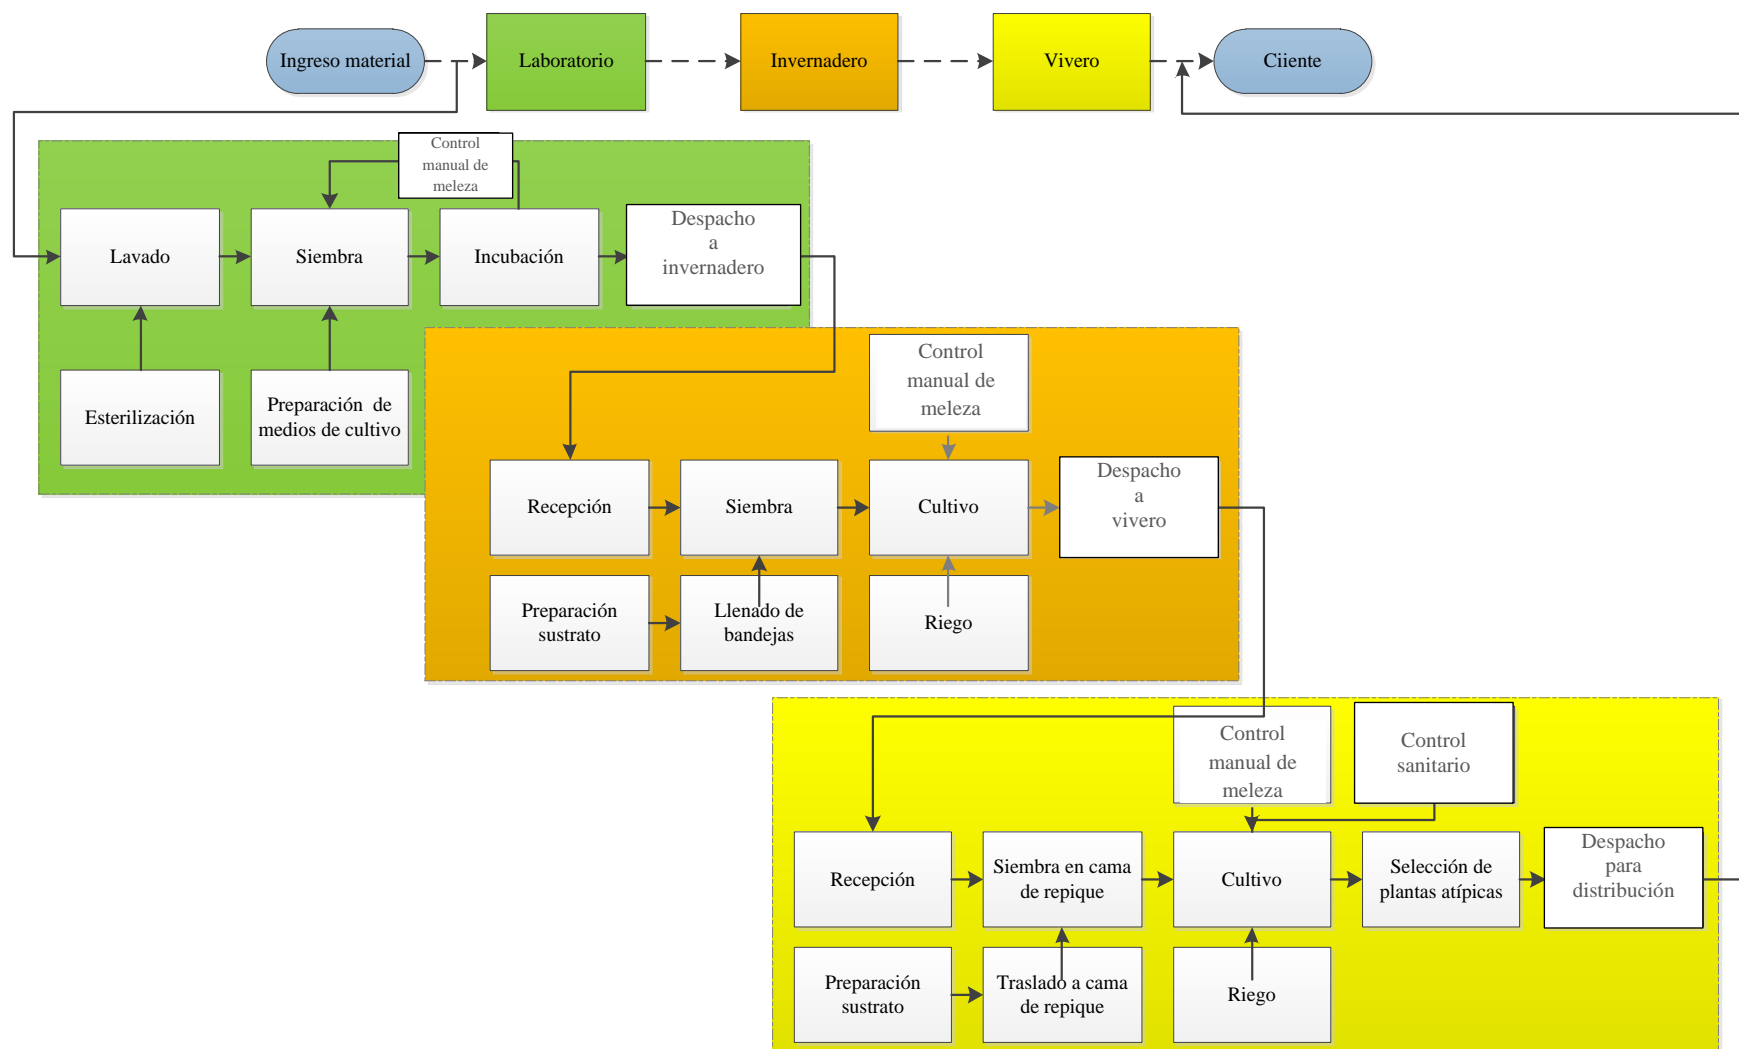 Ingreso material
Laboratorio
Invernadero
Vivero
Ciiente
Control
manual de
meleza
Lavado
Siembra
Incubación
Despacho
a
invernadero
Esterilización
Preparación de
medios de cultivo
Control
manual de
meleza
Recepción
Siembra
Cultivo
Despacho
a
vivero
Preparación
sustrato
Llenado de
bandejas
Riego
Control
manual de
meleza
Control
sanitario
Recepción
Siembra en cama
de repique
Cultivo
Selección de
plantas atípicas
Despacho
para
distribución
Preparación
sustrato
Traslado a cama
de repique
Riego